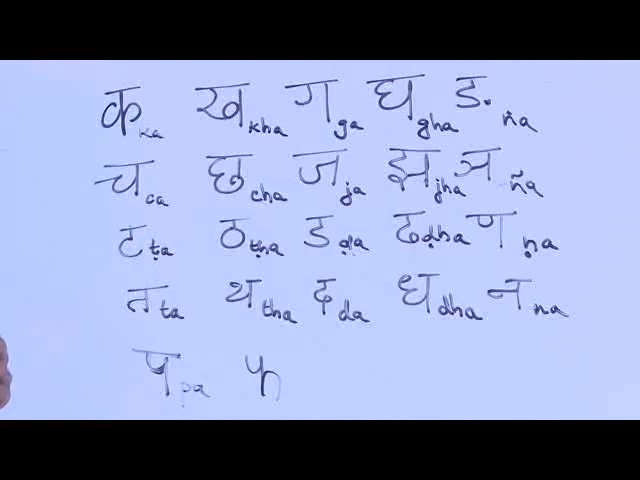 क ka ख kha ग ga घ gha ङ ṅa
च ca छ cha ज ja झ jha ञ ña
ट ṭa ठ ṭha ड ḍa ढ ḍha ण ṇa
त ta थ tha द da ध dha न na
प pa फ